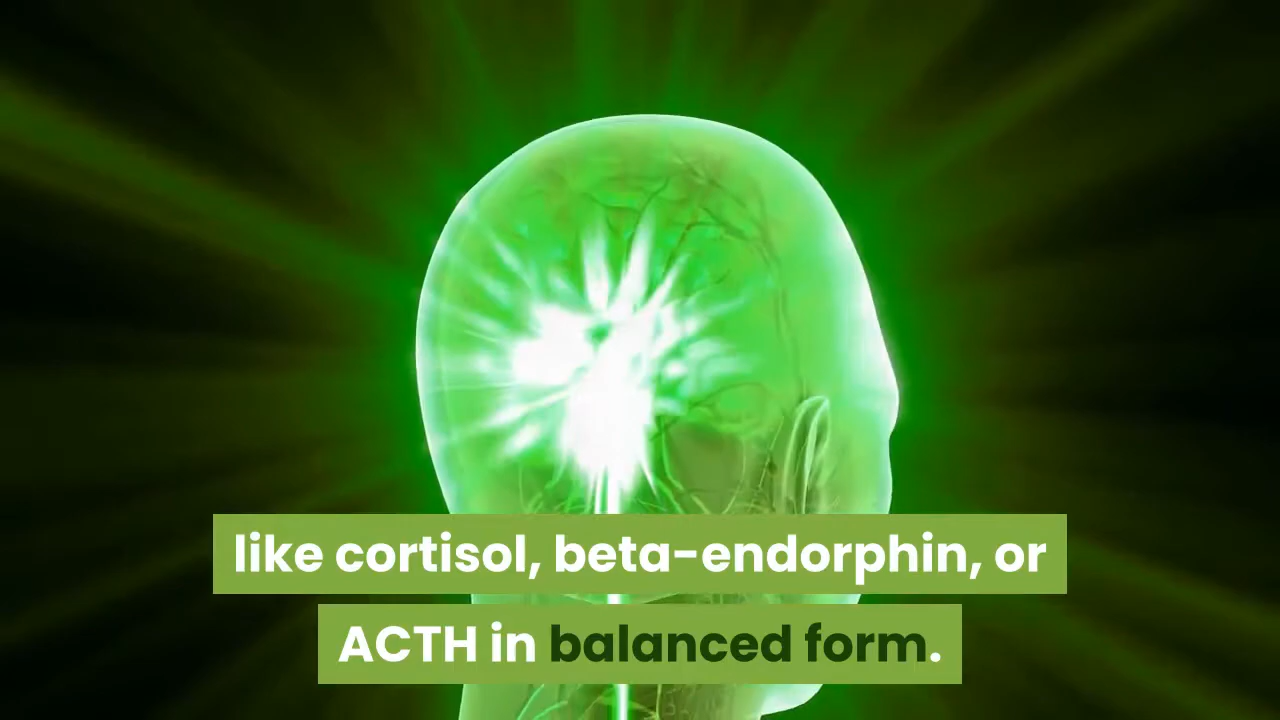 like cortisol, beta-endorphin, or
ACTH in balanced form.